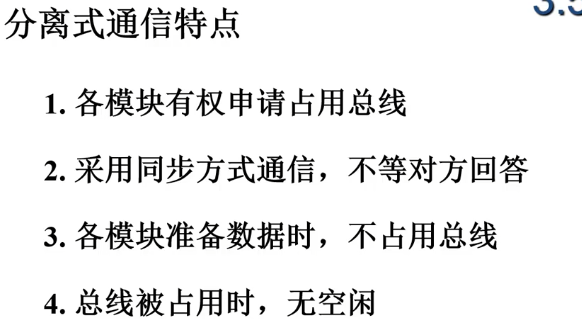 3.5
分离式通信特点
1. 各模块有权申请占用总线
2. 采用同步方式通信，不等对方回答
3. 各模块准备数据时，不占用总线
4. 总线被占用时，无空闲